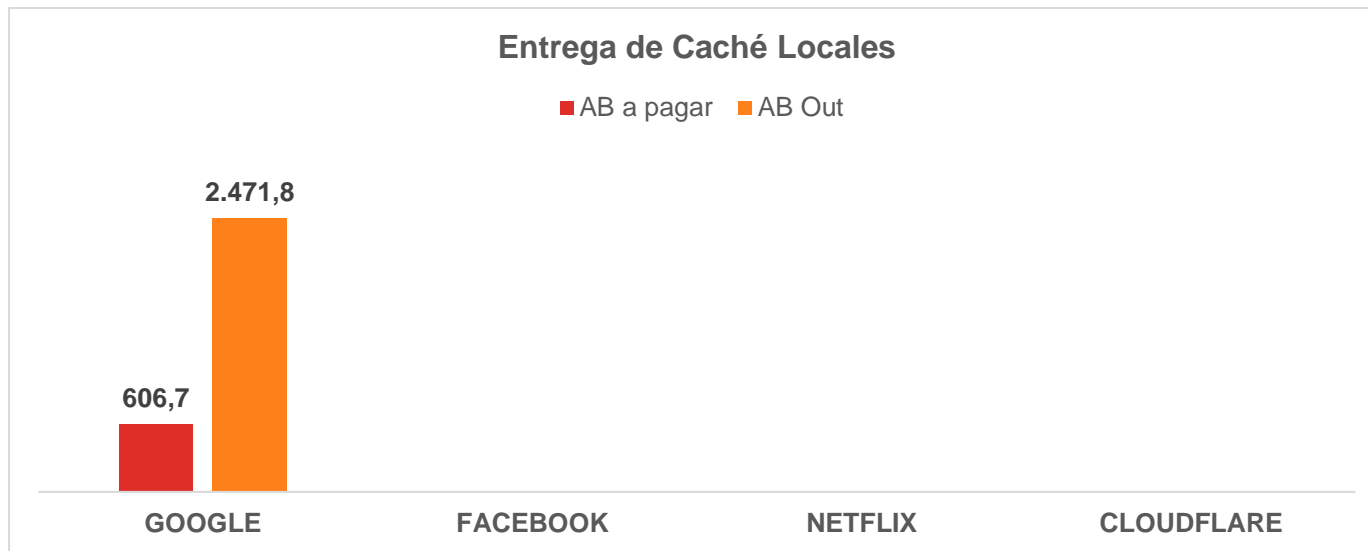 Entrega de Caché Locales
AB a pagar AB Out
2.471,8
606,7
GOOGLE FACEBOOK NETFLIX CLOUDFLARE